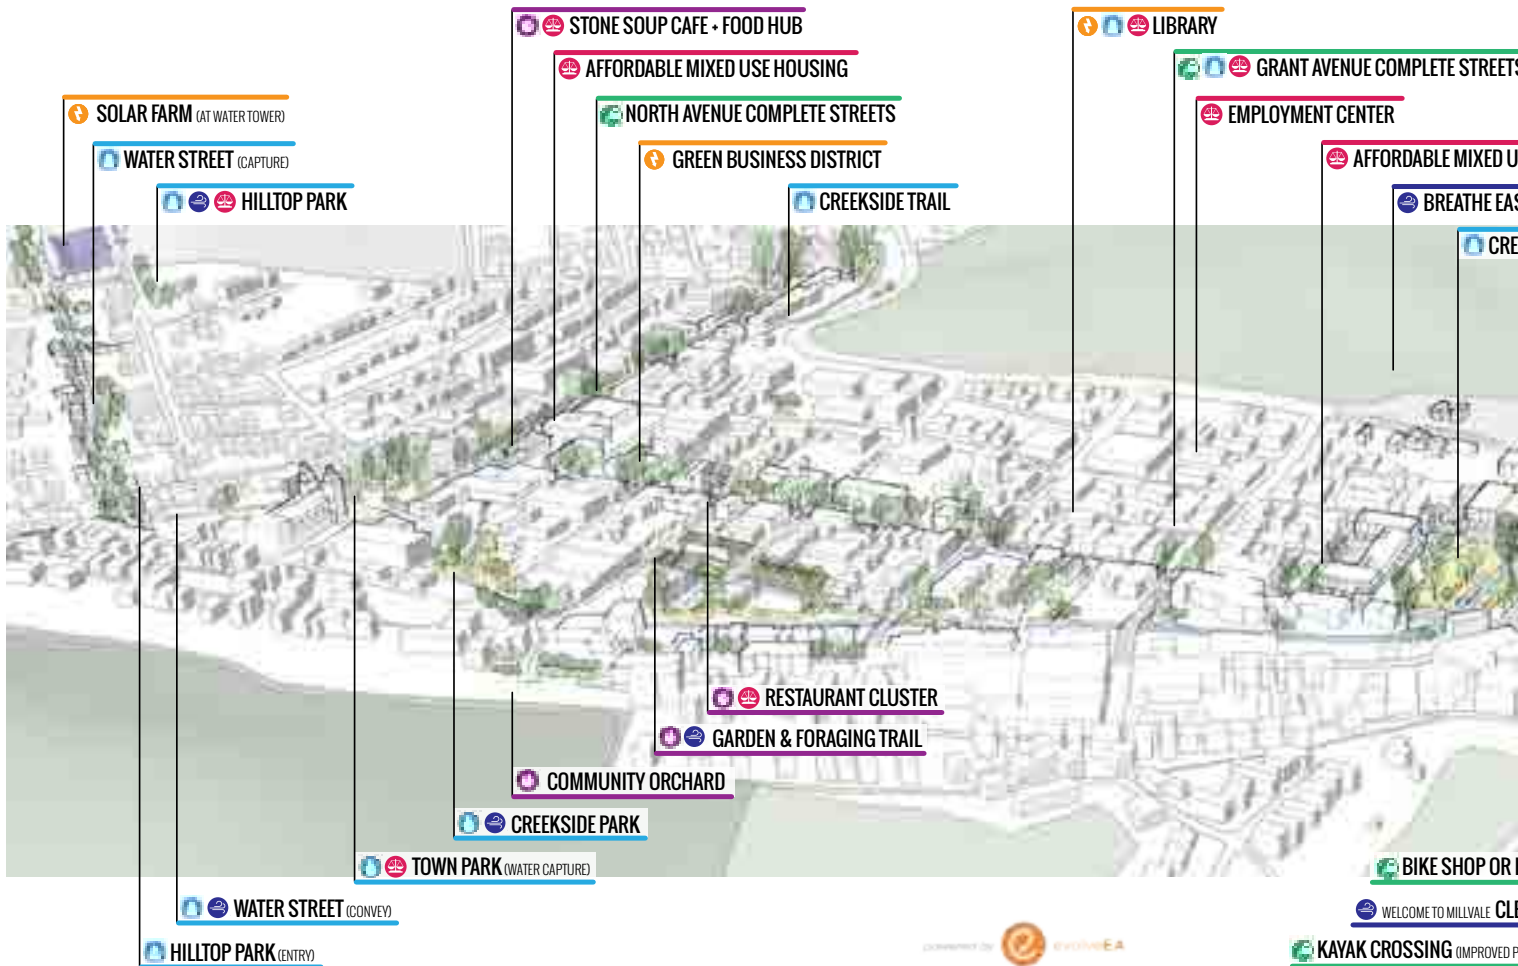 STONE SOUP CAFE + FOOD HUB
LIBRARY
AFFORDABLE MIXED USE HOUSING
GRANT AVENUE COMPLETE STREETS
SOLAR FARM (AT WATER TOWER)
NORTH AVENUE COMPLETE STREETS
EMPLOYMENT CENTER
WATER STREET (CAPTURE)
GREEN BUSINESS DISTRICT
AFFORDABLE MIXED U
HILLTOP PARK
CREEKSIDE TRAIL
BREATHE EAS
CRE
RESTAURANT CLUSTER
GARDEN & FORAGING TRAIL
COMMUNITY ORCHARD
CREEKSIDE PARK
TOWN PARK (WATER CAPTURE)
BIKE SHOP OR
WATER STREET (CONVEY)
WELCOME TO MILLVALE CLE
HILLTOP PARK (ENTRY)
powered by evolveEA
KAYAK CROSSING (IMPROVED P